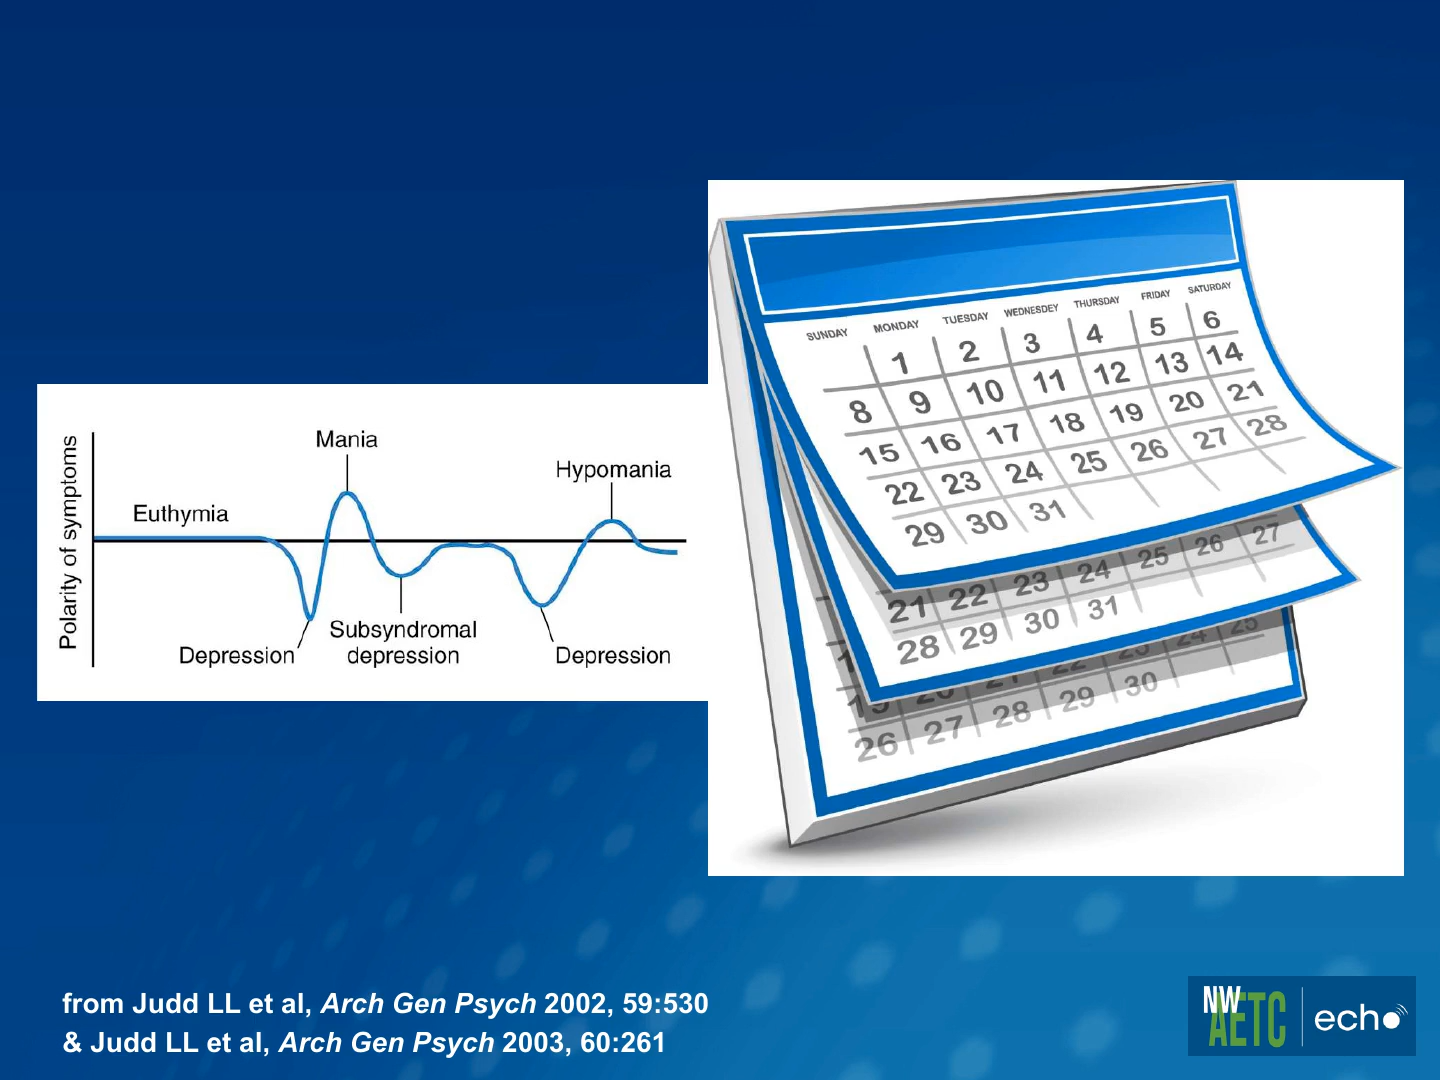 Polarity of symptoms
Mania
Hypomania
Euthymia
Depression
Subsyndromal
depression
Depression
SUNDAY MONDAY TUESDAY WEDNESDEY THURSDAY FRIDAY SATURDAY
1 2 3 4 5 6
8 9 10 11 12 13 14
15 16 17 18 19 20 21
22 23 24 25 26 27 28
29 30 31
21 22 23 24 25 26 27
28 29 30 31
22 23 24 25
26 27 28 29 30
from Judd LL et al, Arch Gen Psych 2002, 59:530
& Judd LL et al, Arch Gen Psych 2003, 60:261
NW
AETC
echo